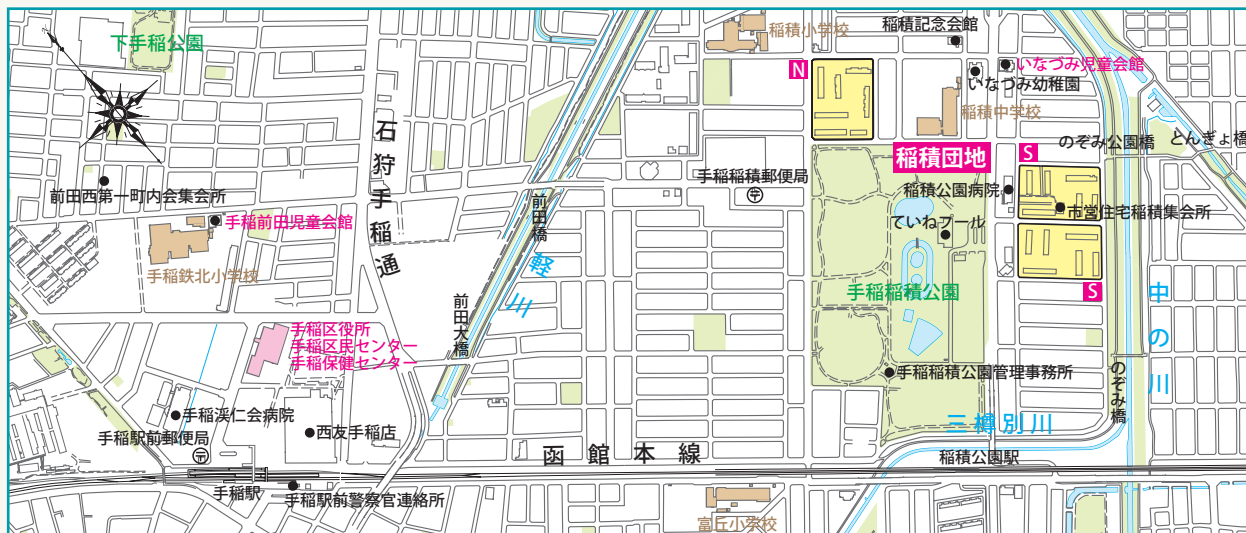 下手稲公園
石狩手稲通
前田西第一町内会集会所
手稲前田児童会館
手稲鉄北小学校
手稲区役所
手稲区民センター
手稲保健センター
手稲渓仁会病院
手稲駅前郵便局
西友手稲店
手稲駅
手稲駅前警察官連絡所
前田橋
軽川
前田大橋
函館本線
稲積小学校
稲積記念会館
いなづみ児童会館
いなづみ幼稚園
稲積中学校
N
稲積団地
S
のぞみ公園橋
とんぎょ橋
手稲稲積郵便局
稲積公園病院
市営住宅稲積集会所
ていねプール
手稲稲積公園
S
中の川
手稲稲積公園管理事務所
のぞみ橋
三樽別川
稲積公園駅
富丘小学校